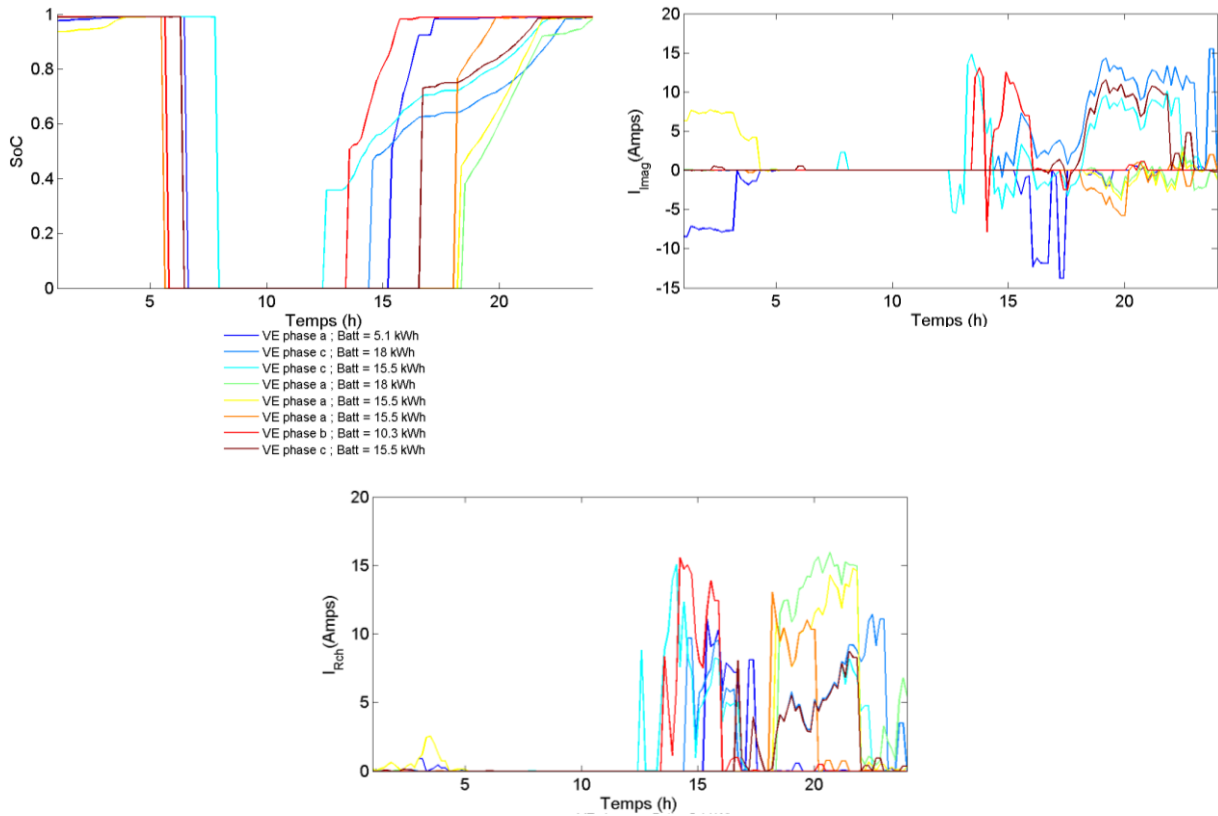 SoC
1
0.8
0.6
0.4
0.2
0
5
10
15
20
Temps (h)
I_Imag(Amps)
20
15
10
5
0
-5
-10
-15
5
10
15
20
Temps (h)
VE phase a ; Batt = 5.1 kWh
VE phase c ; Batt = 18 kWh
VE phase c ; Batt = 15.5 kWh
VE phase a ; Batt = 18 kWh
VE phase a ; Batt = 15.5 kWh
VE phase a ; Batt = 15.5 kWh
VE phase b ; Batt = 10.3 kWh
VE phase c ; Batt = 15.5 kWh
I_Rch(Amps)
20
15
10
5
0
5
10
15
20
Temps (h)